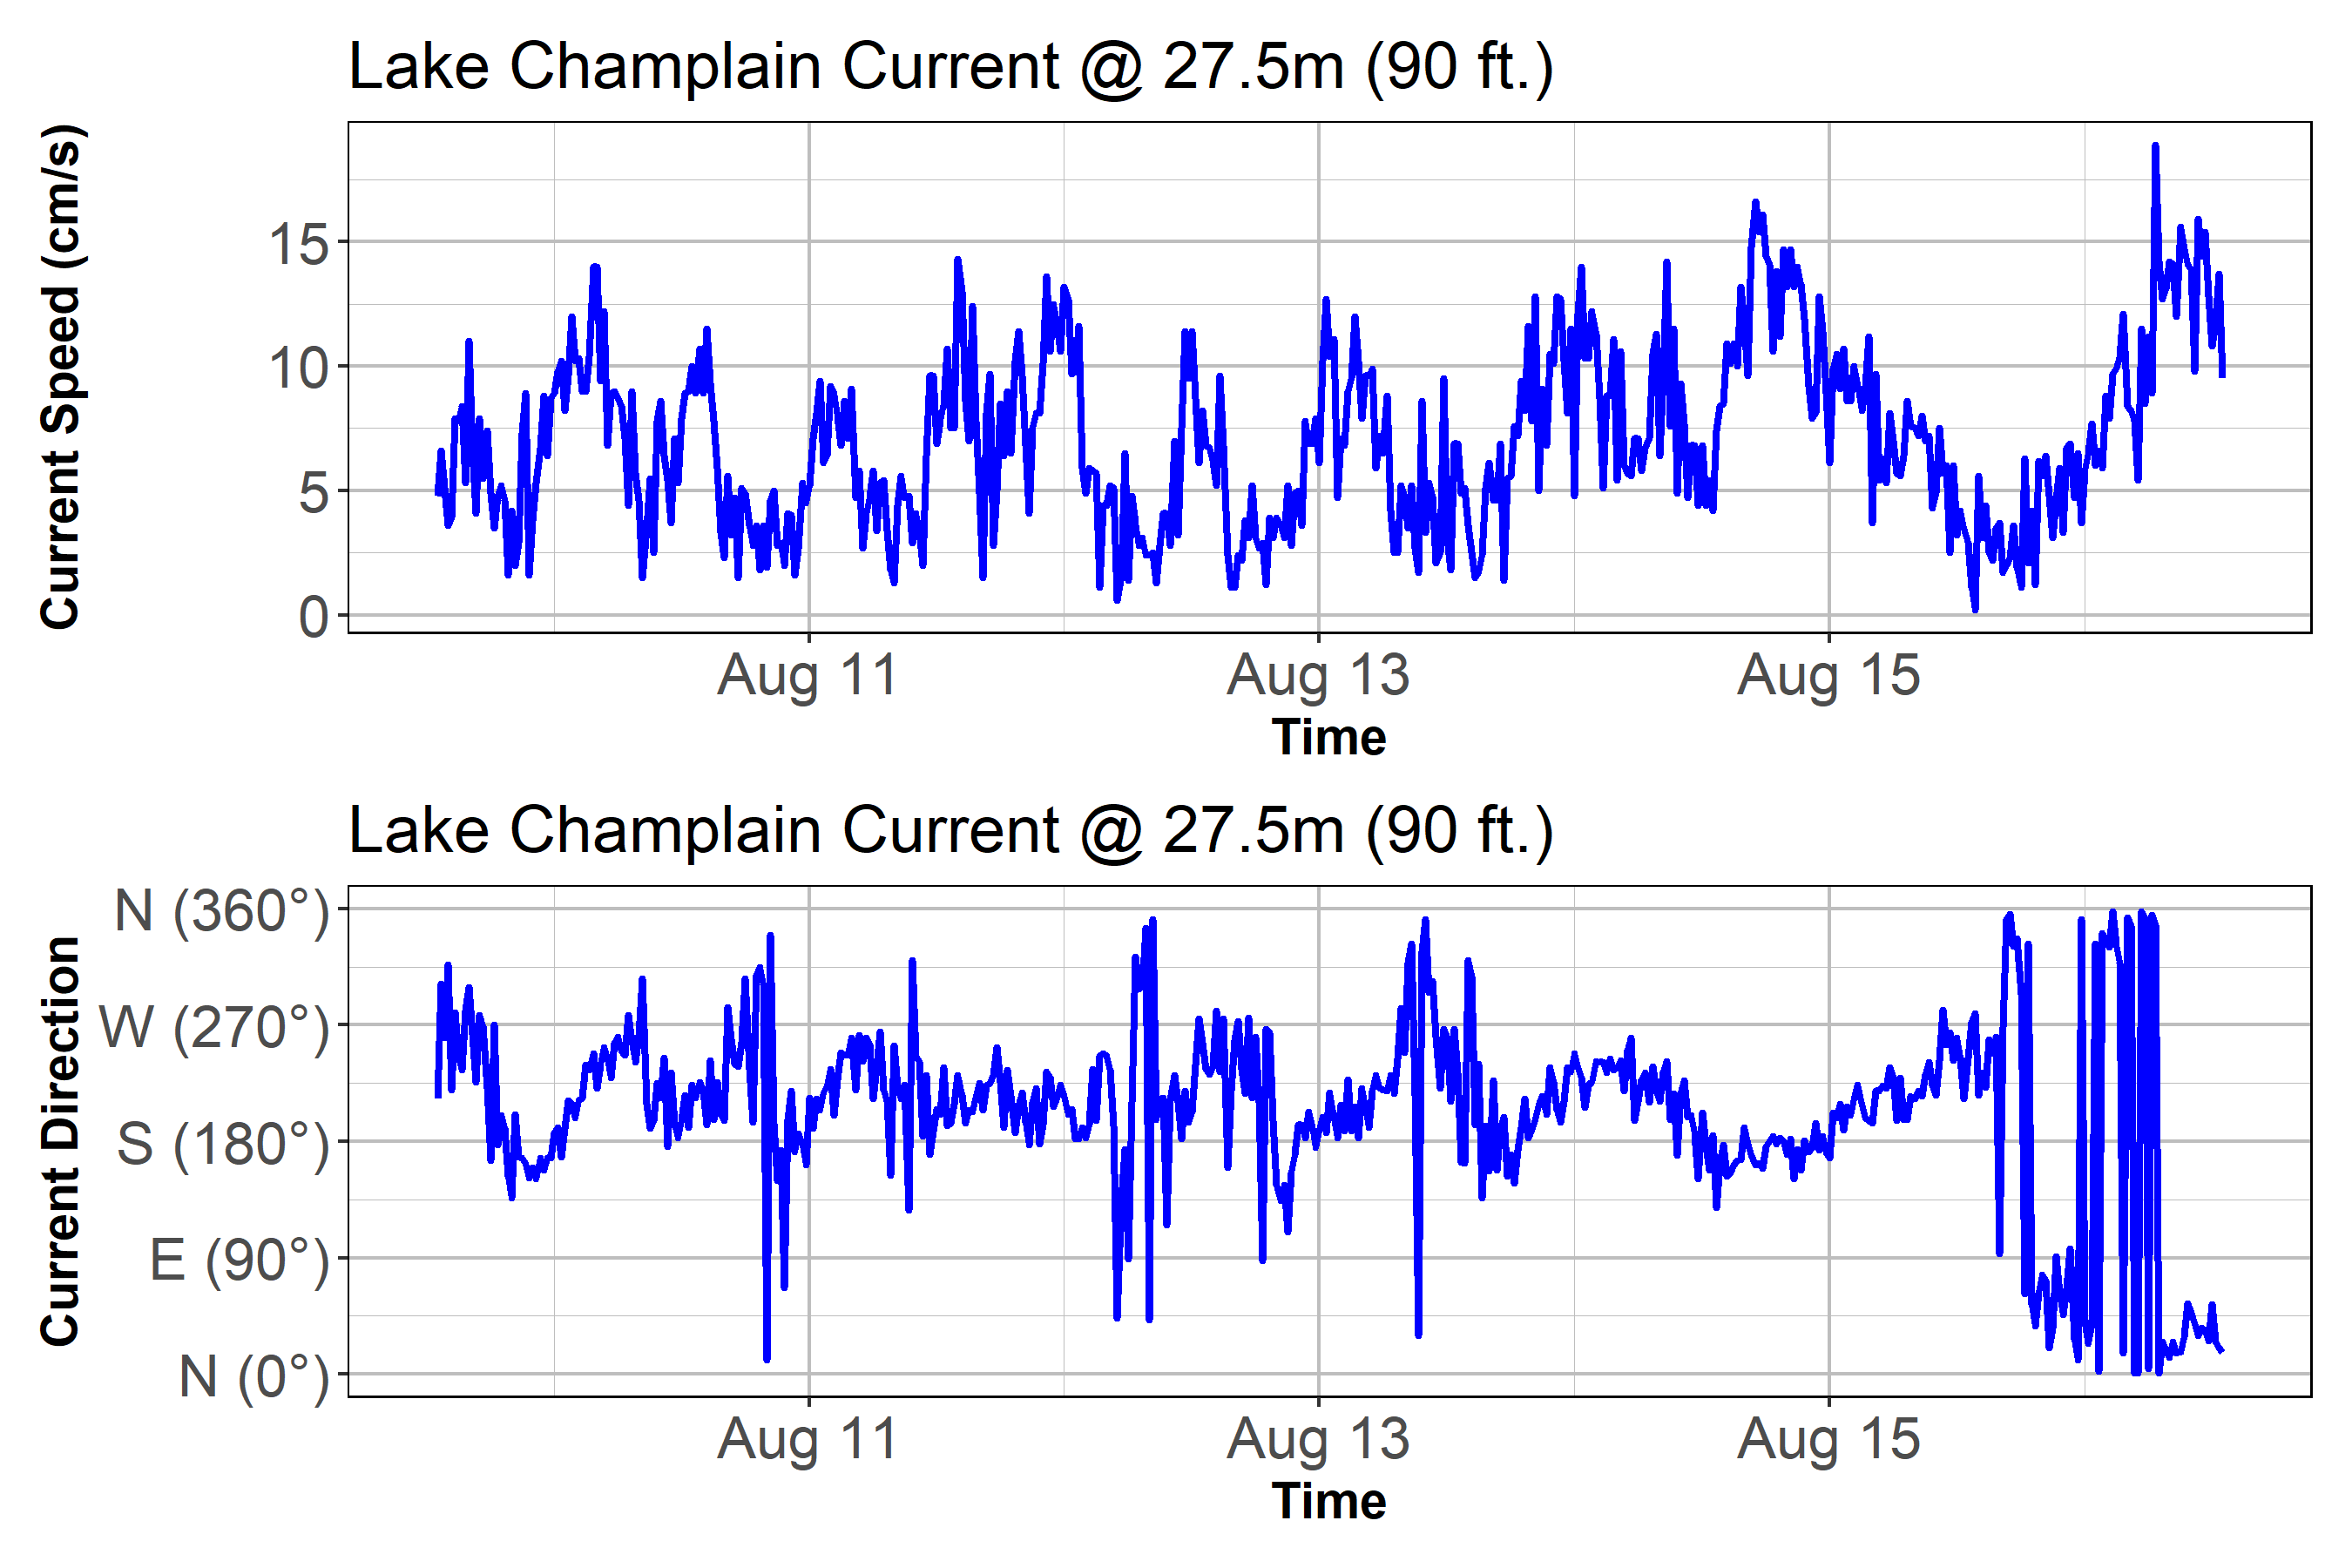 Lake Champlain Current @ 27.5m (90 ft.)
Current Speed (cm/s)
15
10
5
0
Aug 11 Aug 13 Aug 15
Time
Lake Champlain Current @ 27.5m (90 ft.)
Current Direction
N (360°)
W (270°)
S (180°)
E (90°)
N (0°)
Aug 11 Aug 13 Aug 15
Time